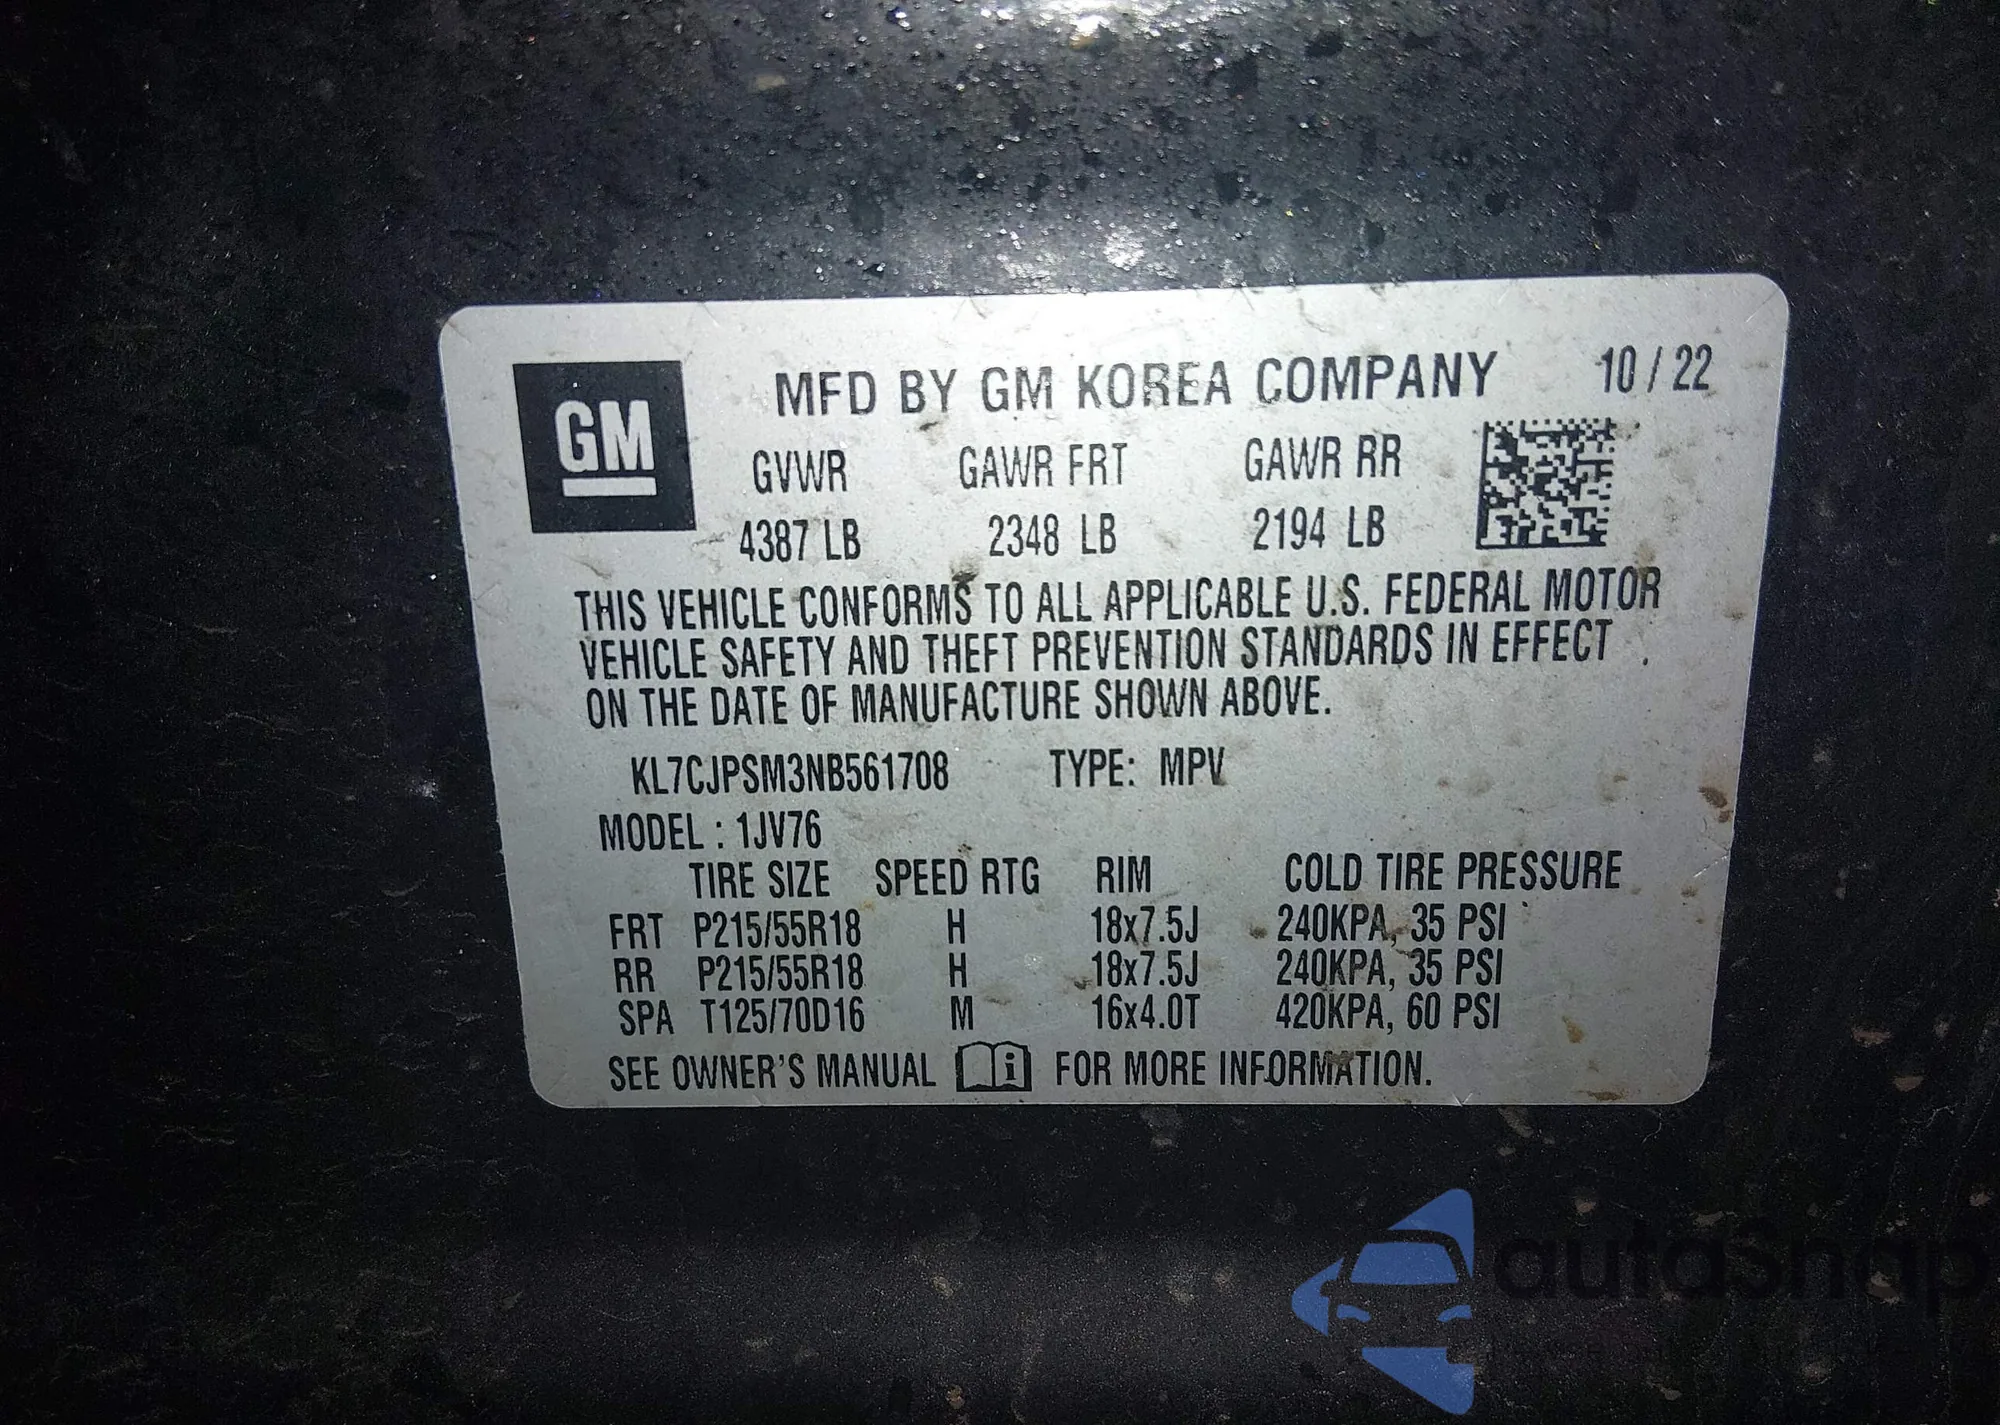 GM
MFD BY GM KOREA COMPANY 10 / 22
GVWR GAWR FRT GAWR RR
4387 LB 2348 LB 2194 LB
THIS VEHICLE CONFORMS TO ALL APPLICABLE U.S. FEDERAL MOTOR
VEHICLE SAFETY AND THEFT PREVENTION STANDARDS IN EFFECT
ON THE DATE OF MANUFACTURE SHOWN ABOVE.
KL7CJPSM3NB561708 TYPE: MPV
MODEL : 1JV76
TIRE SIZE SPEED RTG RIM COLD TIRE PRESSURE
FRT P215/55R18 H 18x7.5J 240KPA, 35 PSI
RR P215/55R18 H 18x7.5J 240KPA, 35 PSI
SPA T125/70D16 M 16x4.0T 420KPA, 60 PSI
SEE OWNER'S MANUAL i FOR MORE INFORMATION.
autasnap